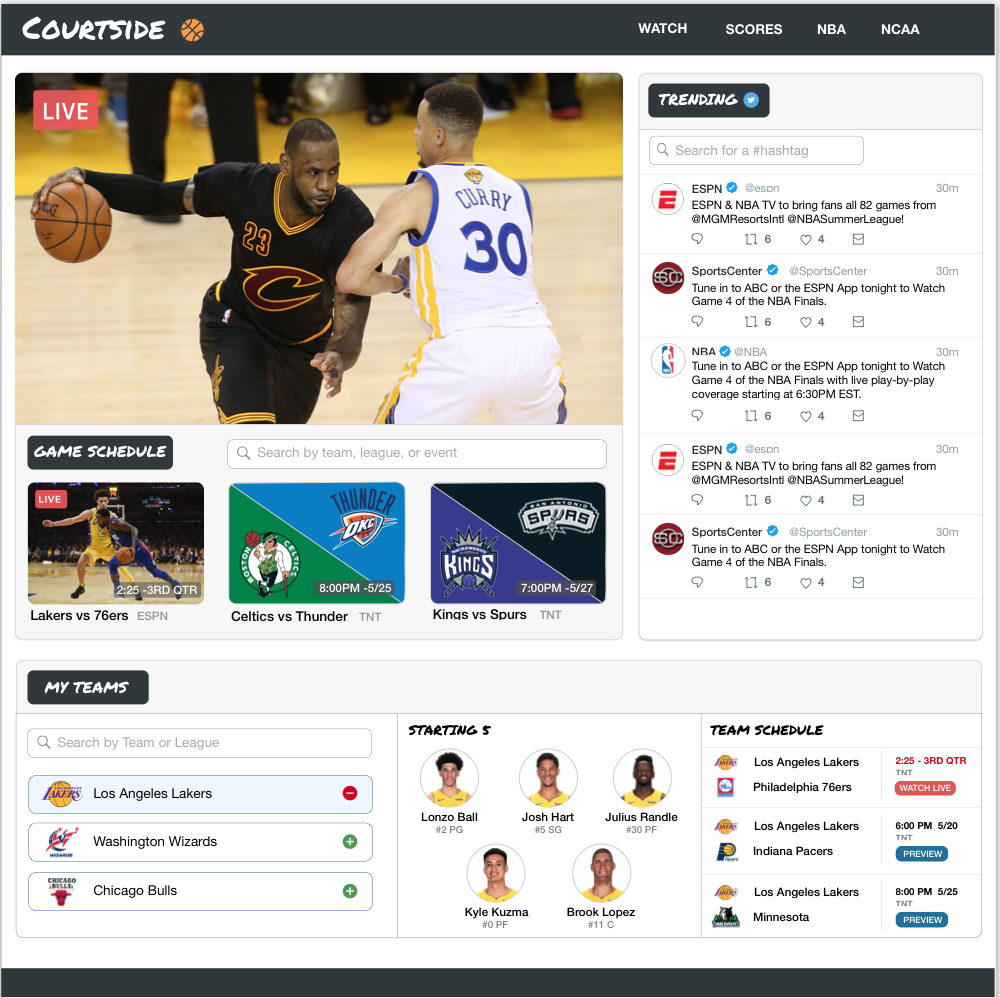 COURTSIDE
WATCH SCORES NBA NCAA
LIVE
CURRY
30
23
TRENDING
Search for a #hashtag
ESPN @espn 30m
ESPN & NBA TV to bring fans all 82 games from
@MGMResortsIntl @NBASummerLeague!
6 4
SportsCenter @SportsCenter 30m
Tune in to ABC or the ESPN App tonight to Watch
Game 4 of the NBA Finals.
6 4
NBA @NBA 30m
Tune in to ABC or the ESPN App tonight to Watch
Game 4 of the NBA Finals with live play-by-play
coverage starting at 6:30PM EST.
6 4
ESPN @espn 30m
ESPN & NBA TV to bring fans all 82 games from
@MGMResortsIntl @NBASummerLeague!
6 4
SportsCenter @SportsCenter 30m
Tune in to ABC or the ESPN App tonight to Watch
Game 4 of the NBA Finals.
6 4
GAME SCHEDULE
Search by team, league, or event
LIVE
2:25 -3RD QTR
Lakers vs 76ers ESPN
THUNDER
OKC
BOSTON CELTICS
8:00PM -5/25
Celtics vs Thunder TNT
SAN ANTONIO
SPURS
SACRAMENTO
KINGS
7:00PM -5/27
Kings vs Spurs TNT
MY TEAMS
Search by Team or League
LAKERS
Los Angeles Lakers
WIZARDS
Washington Wizards
CHICAGO
BULLS
Chicago Bulls
STARTING 5
Lonzo Ball
#2 PG
Josh Hart
#5 SG
Julius Randle
#30 PF
Kyle Kuzma
#0 PF
Brook Lopez
#11 C
TEAM SCHEDULE
Los Angeles Lakers
Philadelphia 76ers
2:25 - 3RD QTR
TNT
WATCH LIVE
Los Angeles Lakers
Indiana Pacers
6:00 PM 5/20
TNT
PREVIEW
Los Angeles Lakers
Minnesota
8:00 PM 5/25
TNT
PREVIEW